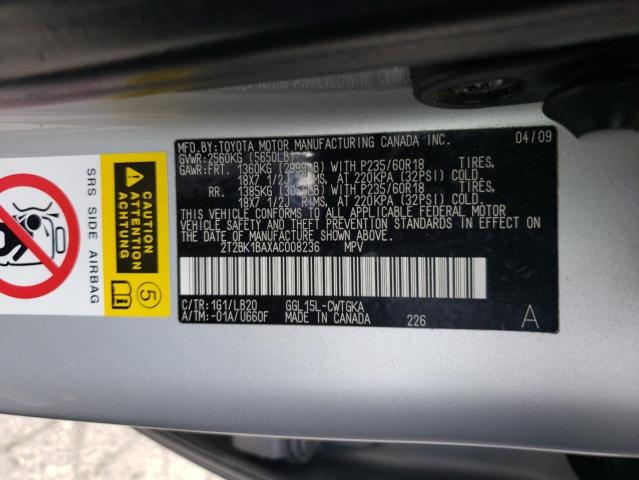 MFD.BY:TOYOTA MOTOR MANUFACTURING CANADA INC. 04/09
GVWR:2560KG (5650LB)
GAWR:FRT. 1360KG (2999LB) WITH P235/60R18 TIRES,
18X7 1/2J RIMS, AT 220KPA (32PSI) COLD.
RR. 1385KG LB) WITH P235/60R18 TIRES,
18X7 1/2J RIMS, AT 220KPA (32PSI) COLD.
THIS VEHICLE CONFORMS TO ALL APPLICABLE FEDERAL MOTOR
VEHICLE SAFETY AND THEFT PREVENTION STANDARDS IN EFFECT ON
THE DATE OF MANUFACTURE SHOWN ABOVE.
2T2BK1BAXAC008236 MPV
C/TR:1G1/LB20 GGL15L-CWTGKA
A/TM:-01A/U660F MADE IN CANADA 226 A
CAUTION
ATTENTION
ACHTUNG
SRS SIDE AIRBAG
5